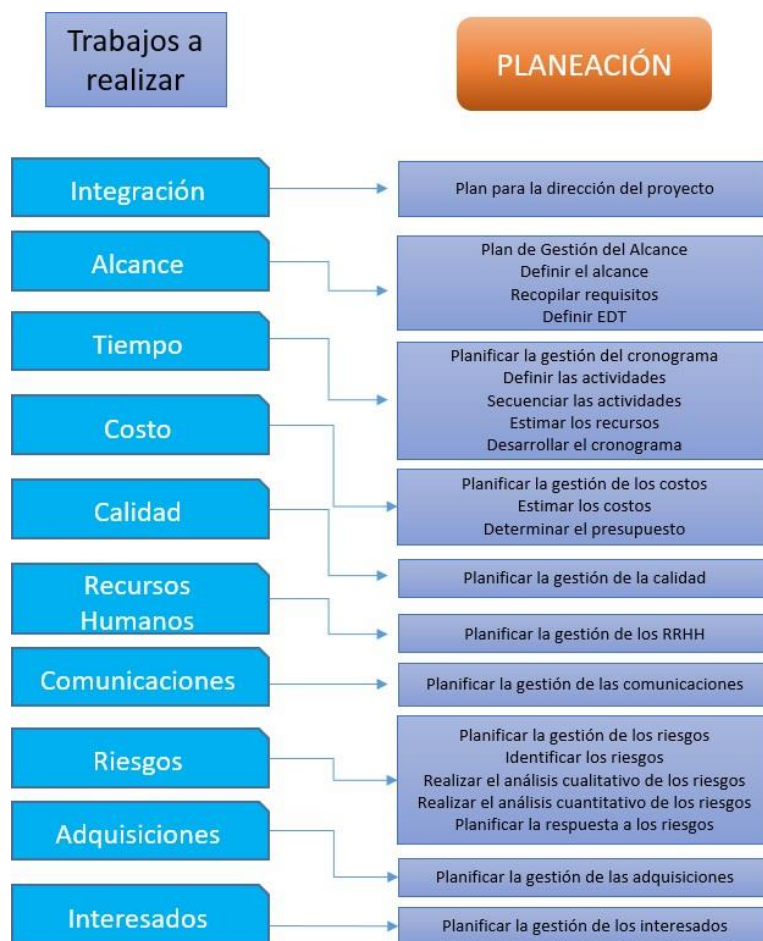 Trabajos a
realizar
PLANEACIÓN
Integración
Plan para la dirección del proyecto
Alcance
Plan de Gestión del Alcance
Definir el alcance
Recopilar requisitos
Definir EDT
Tiempo
Planificar la gestión del cronograma
Definir las actividades
Secuenciar las actividades
Estimar los recursos
Desarrollar el cronograma
Costo
Planificar la gestión de los costos
Estimar los costos
Determinar el presupuesto
Calidad
Planificar la gestión de la calidad
Recursos
Humanos
Planificar la gestión de los RRHH
Comunicaciones
Planificar la gestión de las comunicaciones
Riesgos
Planificar la gestión de los riesgos
Identificar los riesgos
Realizar el análisis cualitativo de los riesgos
Realizar el análisis cuantitativo de los riesgos
Planificar la respuesta a los riesgos
Adquisiciones
Planificar la gestión de las adquisiciones
Interesados
Planificar la gestión de los interesados